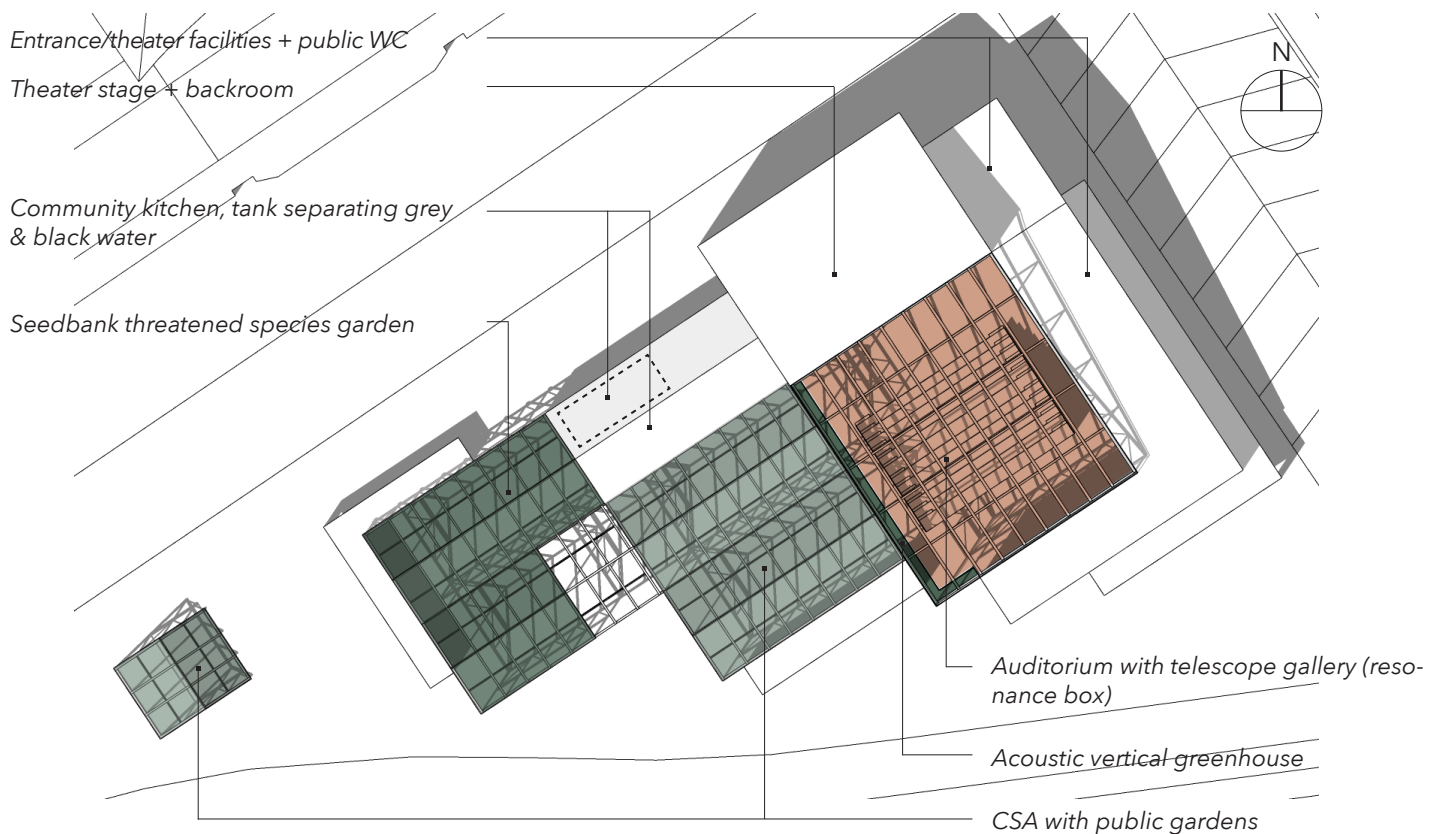 Entrance/theater facilities + public WC
N
Theater stage + backroom
Community kitchen, tank separating grey
& black water
Seedbank threatened species garden
Auditorium with telescope gallery (reso-
nance box)
Acoustic vertical greenhouse
CSA with public gardens